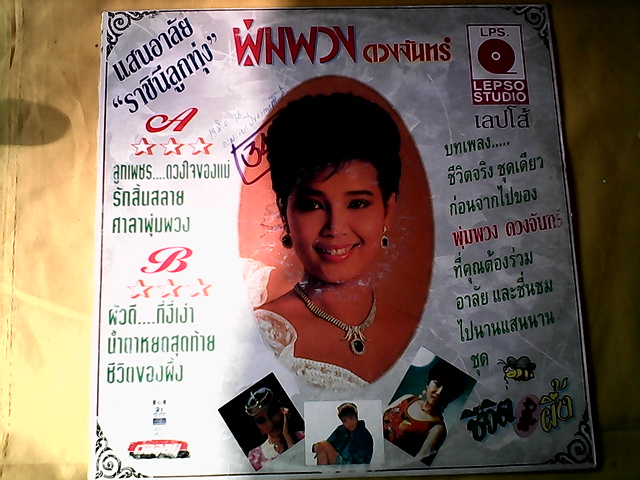 แสนอาลัย
"ราชินีลูกทุ่ง"
พุ่มพวง ดวงจันทร์
LPS.
LEPSO
STUDIO
เลปโส้
A
ลูกเพชร....ดวงใจของแม่
รักสิ้นสลาย
ศาลาพุ่มพวง
B
ผัวดี....ที่งี่เง่า
น้ำตาหยดสุดท้าย
ชีวิตของผึ้ง
บทเพลง.....
ชีวิตจริง ชุดเดียว
ก่อนจากไปของ
พุ่มพวง ดวงจันทร์
ที่คุณต้องร่วม
อาลัย และชื่นชม
ไปนานแสนนาน
ชุด
ชีวิต ผึ้ง